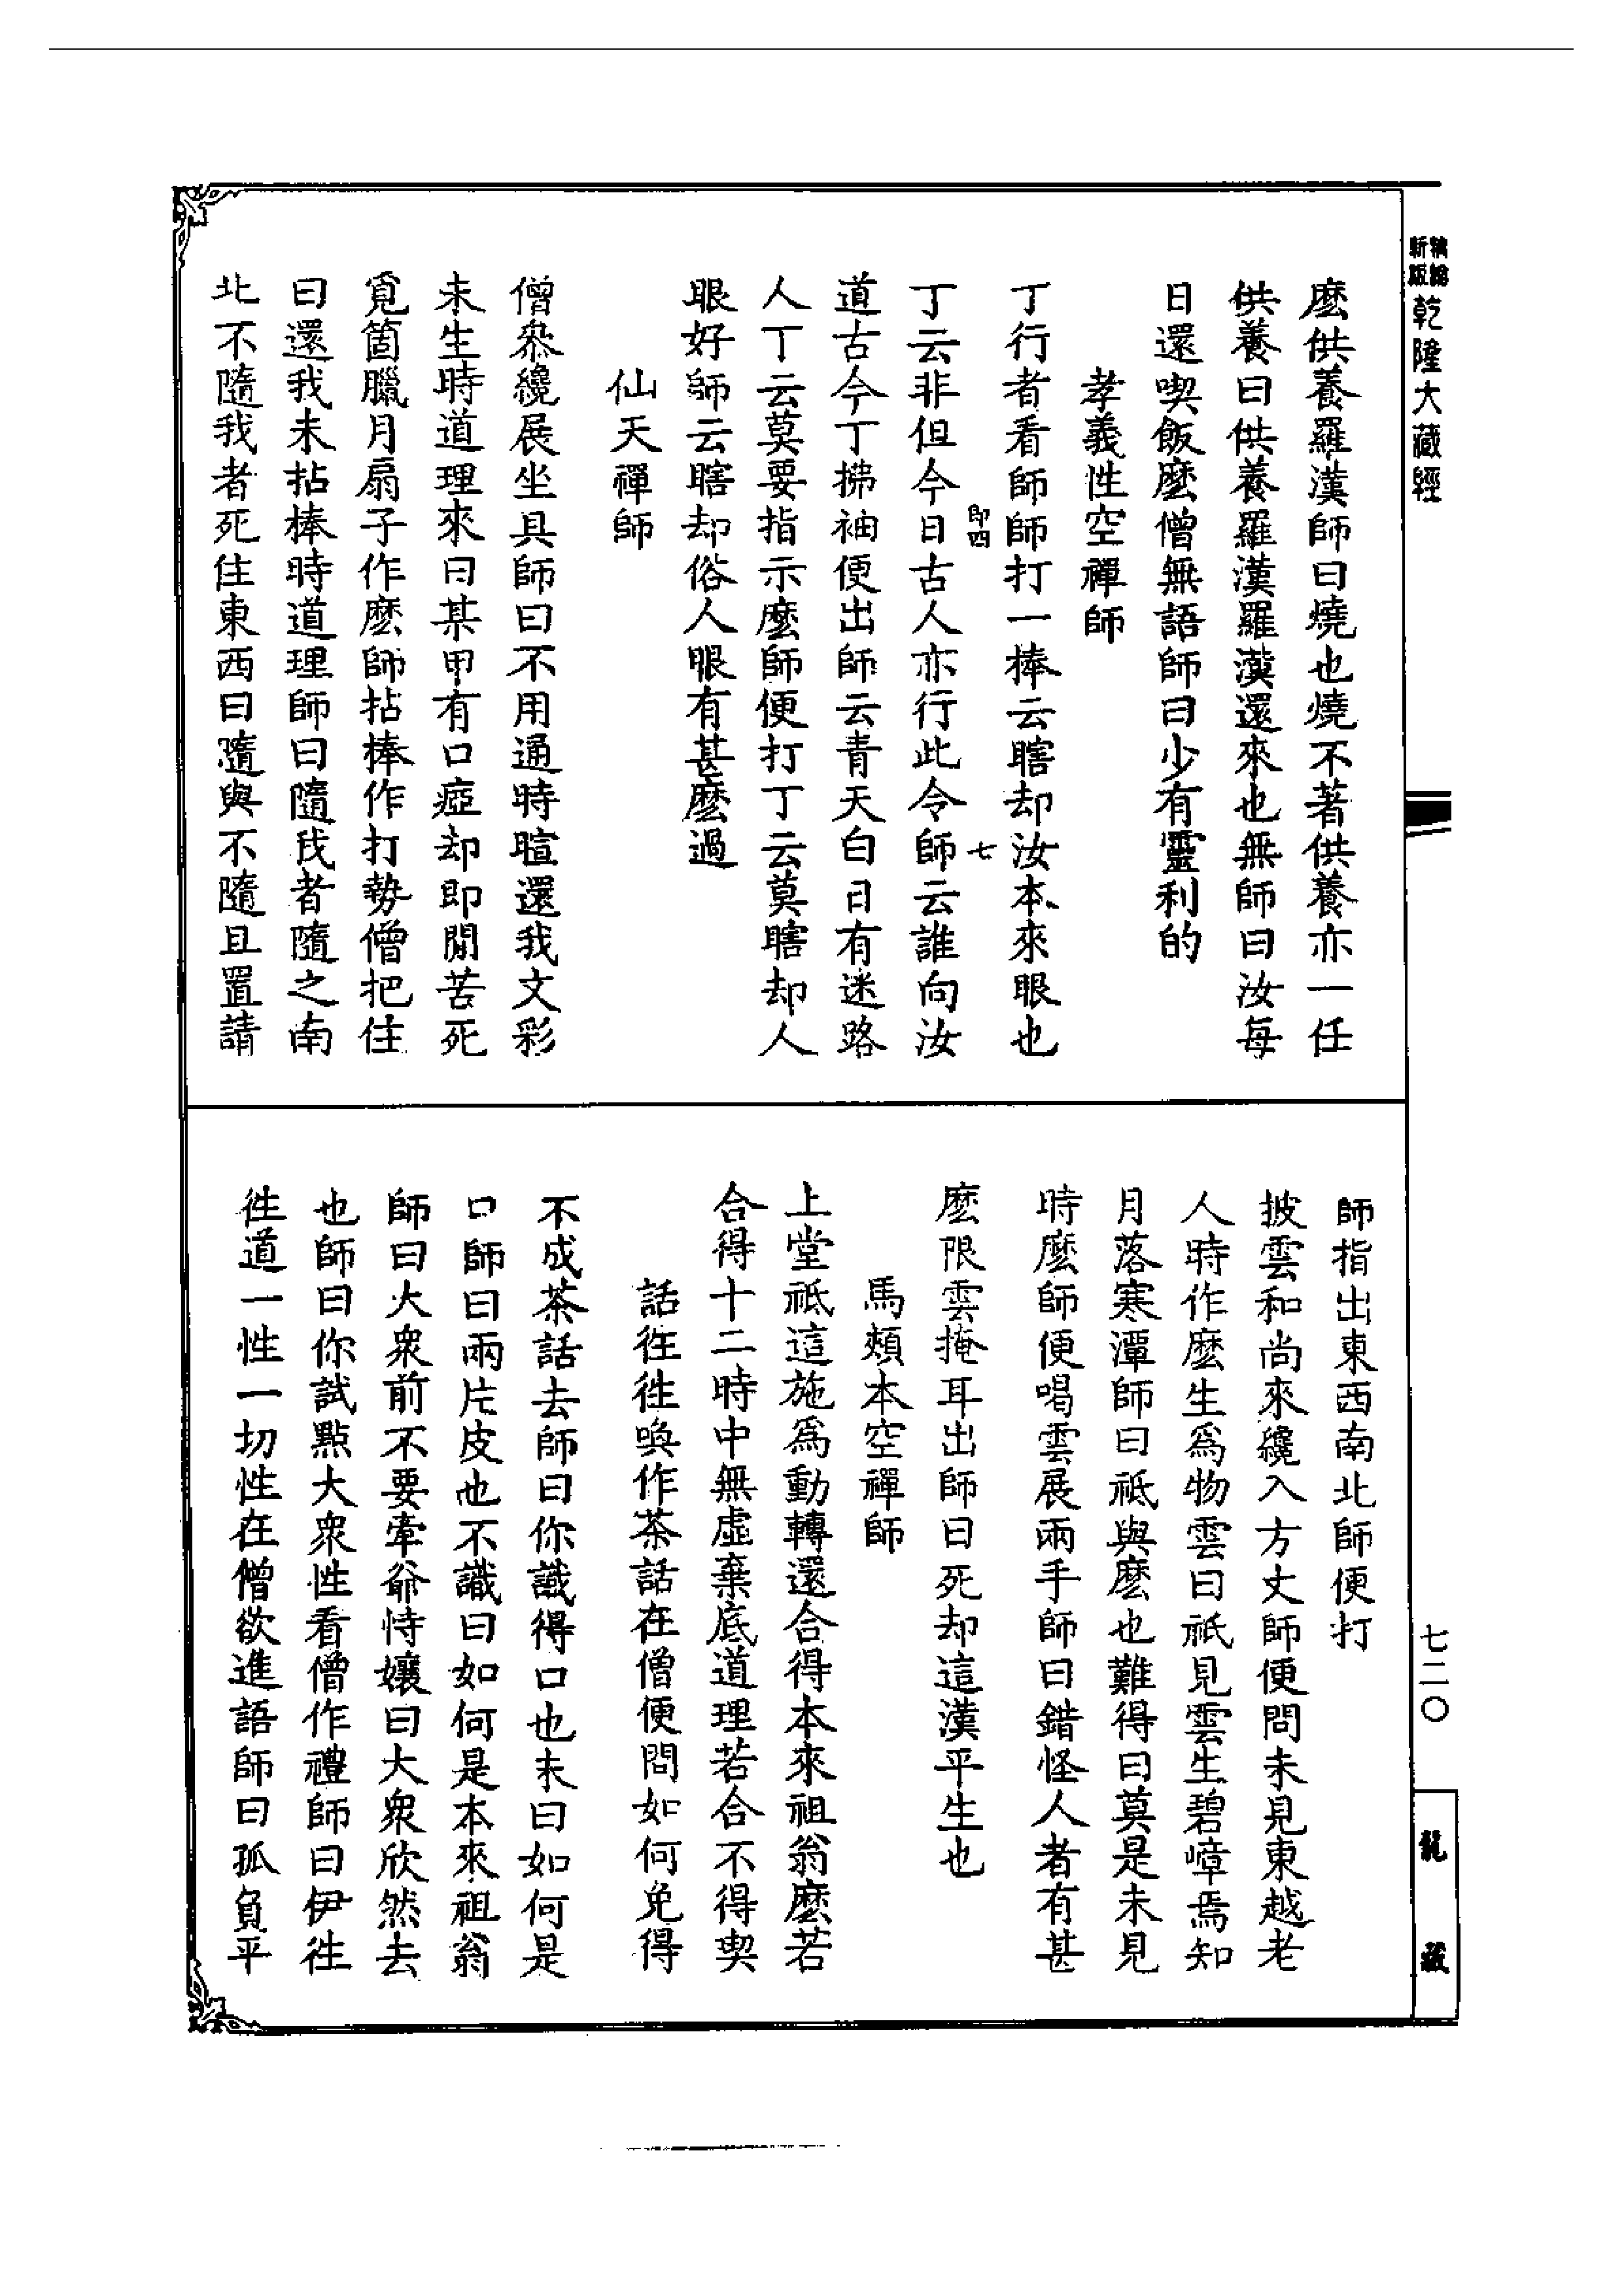 精編
新版
乾隆大藏經
麼供養羅漢師曰燒也燒不著供養亦一任
供養曰供養羅漢羅漢還來也無師曰汝每
日還喫飯麼僧無語師曰少有靈利的
孝義性空禪師
丁行者看師師打一棒云瞎却汝本來眼也
即四
七
丁云非但今日古人亦行此令師云誰向汝
道古今丁拂袖便出師云青天白日有迷路
人丁云莫要指示麼師便打丁云莫瞎却人
眼好師云瞎却俗人眼有甚麼過
仙天禪師
僧叅纔展坐具師曰不用通時暄還我文彩
未生時道理來曰某甲有口瘂却即閒苦死
覓箇臘月扇子作麼師拈棒作打勢僧把住
曰還我未拈棒時道理師曰隨我者隨之南
北不隨我者死住東西曰隨與不隨且置請
師指出東西南北師便打
披雲和尚來纔入方丈師便問未見東越老
人時作麼生為物雲曰祇見雲生碧嶂焉知
月落寒潭師曰祇與麼也難得曰莫是未見
時麼師便喝雲展兩手師曰錯怪人者有甚
麼限雲掩耳出師曰死却這漢平生也
馬頰本空禪師
上堂祇這施為動轉還合得本來祖翁麼若
合得十二時中無虛棄底道理若合不得喫
話徃徃喚作茶話在僧便問如何免得
不成茶話去師曰你識得口也未曰如何是
口師曰兩片皮也不識曰如何是本來祖翁
師曰大衆前不要牽爺恃孃曰大衆欣然去
也師曰你試點大衆性看僧作禮師曰伊徃
徃道一性一切性在僧欲進語師曰孤負平
七二〇
龍藏